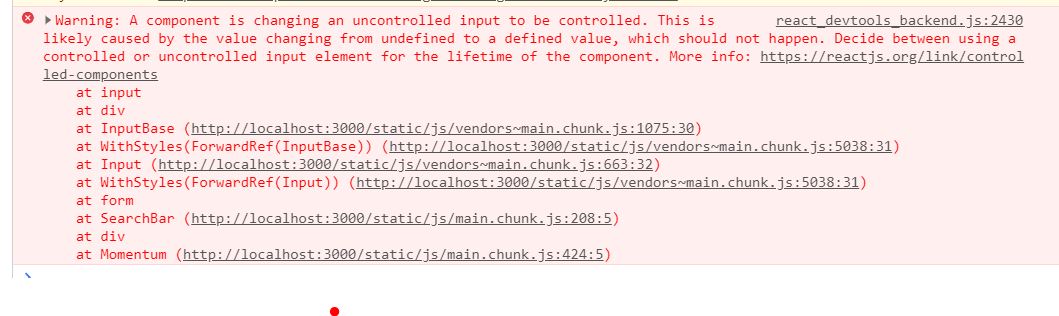 Warning: A component is changing an uncontrolled input to be controlled. This is react_devtools_backend.js:2430
likely caused by the value changing from undefined to a defined value, which should not happen. Decide between using a
controlled or uncontrolled input element for the lifetime of the component. More info: https://reactjs.org/link/control
led-components
at input
at div
at InputBase (http://localhost:3000/static/js/vendors~main.chunk.js:1075:30)
at WithStyles(ForwardRef(InputBase)) (http://localhost:3000/static/js/vendors~main.chunk.js:5038:31)
at Input (http://localhost:3000/static/js/vendors~main.chunk.js:663:32)
at WithStyles(ForwardRef(Input)) (http://localhost:3000/static/js/vendors~main.chunk.js:5038:31)
at form
at SearchBar (http://localhost:3000/static/js/main.chunk.js:208:5)
at div
at Momentum (http://localhost:3000/static/js/main.chunk.js:424:5)